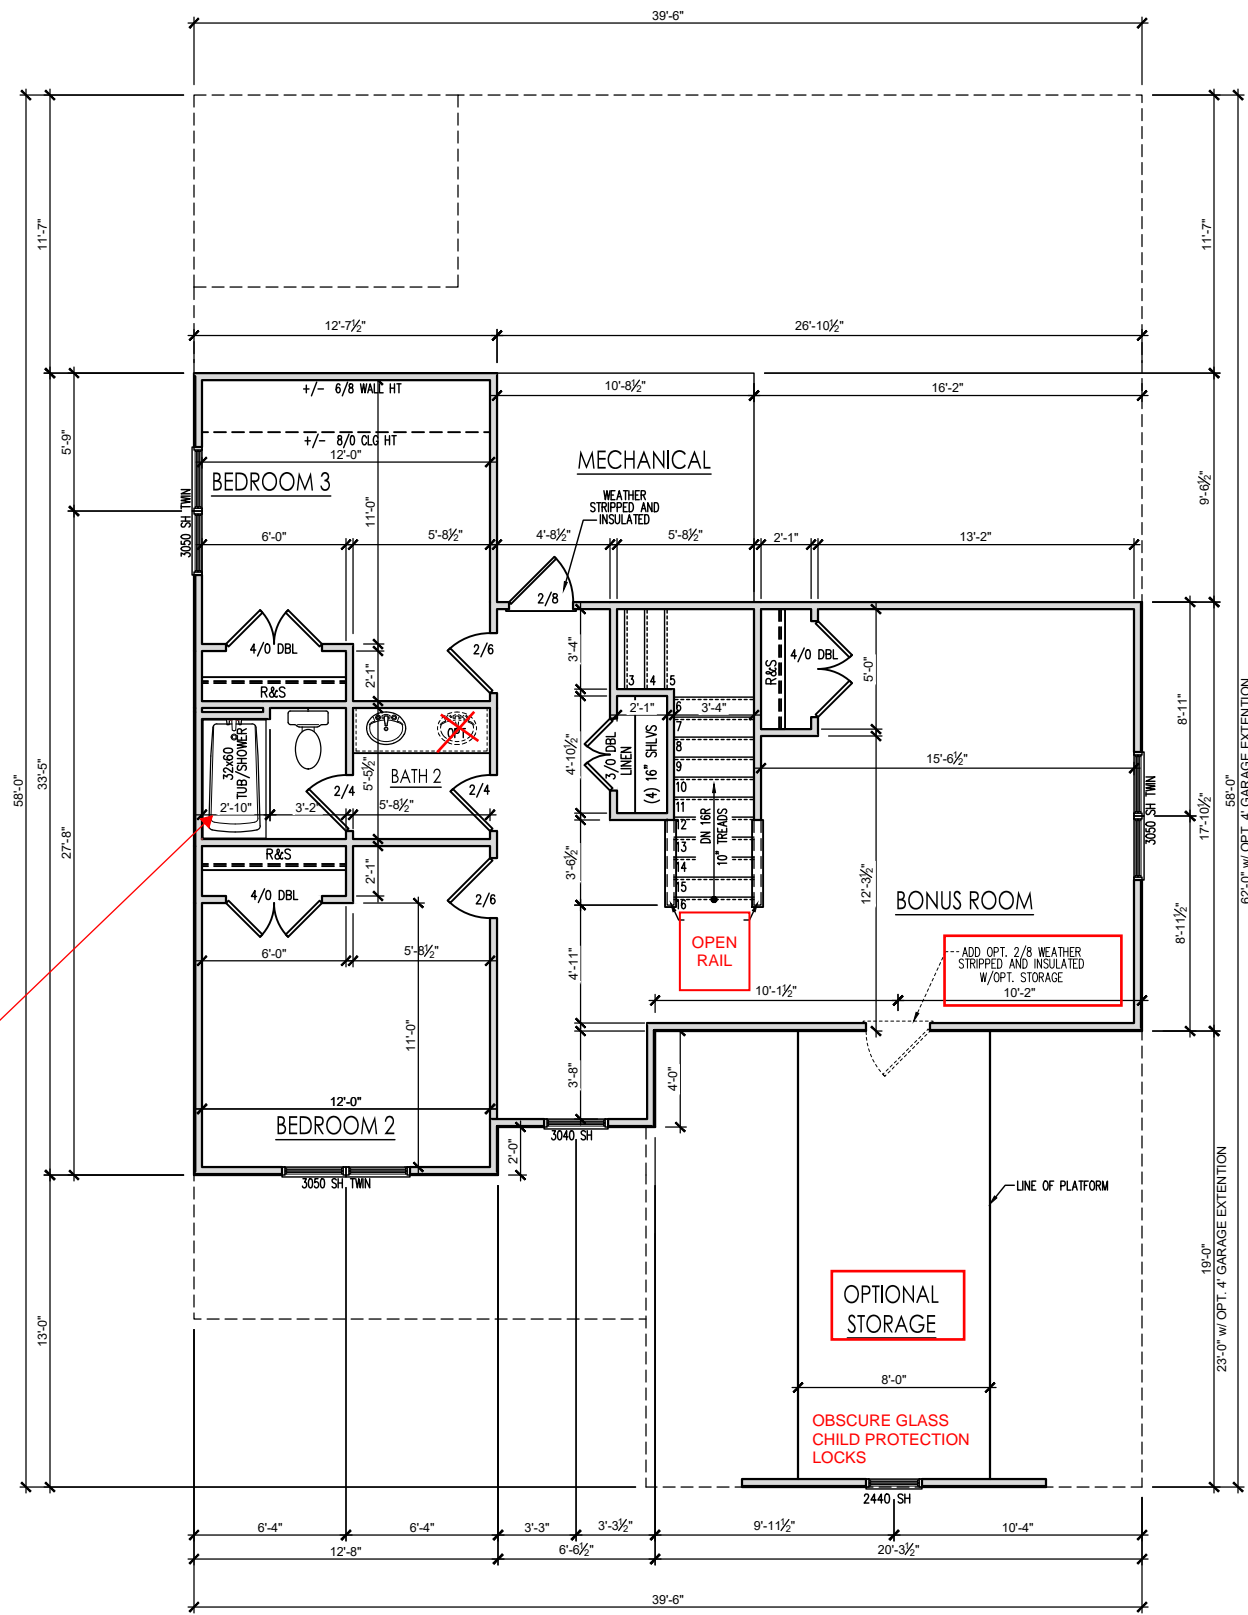 39'-6"
11'-7"
11'-7"
12'-7½"
26'-10½"
+/- 6/8 WALL HT
10'-8½"
16'-2"
5'-9"
+/- 8/0 CLG HT
12'-0"
MECHANICAL
BEDROOM 3
WEATHER
STRIPPED AND
INSULATED
9'-6½"
11'-0"
3050 SH TWIN
6'-0"
5'-8½"
4'-8½"
5'-8½"
2'-1"
13'-2"
2/8
4/0 DBL
2/6
3'-4"
R&S
4/0 DBL
5'-0"
R&S
2'-1"
3
4
5
6
2'-1"
3'-4"
8'-11"
OPT
7
8
9
10
11
12
13
14
15
16
32x60
TUB/SHOWER
5'-5½"
BATH 2
4'-10½"
3/0 DBL
LINEN
(4) 16" SHLVS
15'-6½"
58'-0"
33'-5"
2/4
2/4
2'-10"
3'-2"
5'-8½"
DN 16R
10" TREADS
3050 SH TWIN
17'-10½"
58'-0"
62'-0" w/ OPT. 4' GARAGE EXTENTION
27'-8"
R&S
2'-1"
3'-6½"
4/0 DBL
2/6
12'-3½"
BONUS ROOM
8'-11½"
6'-0"
5'-8½"
4'-11"
OPEN
RAIL
ADD OPT. 2/8 WEATHER
STRIPPED AND INSULATED
W/OPT. STORAGE
10'-1½"
10'-2"
11'-0"
3'-8"
4'-0"
12'-0"
BEDROOM 2
3040 SH
2'-0"
3050 SH TWIN
LINE OF PLATFORM
19'-0"
23'-0" w/ OPT. 4' GARAGE EXTENTION
13'-0"
OPTIONAL
STORAGE
8'-0"
OBSCURE GLASS
CHILD PROTECTION
LOCKS
2440 SH
6'-4"
6'-4"
3'-3"
3'-3½"
9'-11½"
10'-4"
12'-8"
6'-6½"
20'-3½"
39'-6"